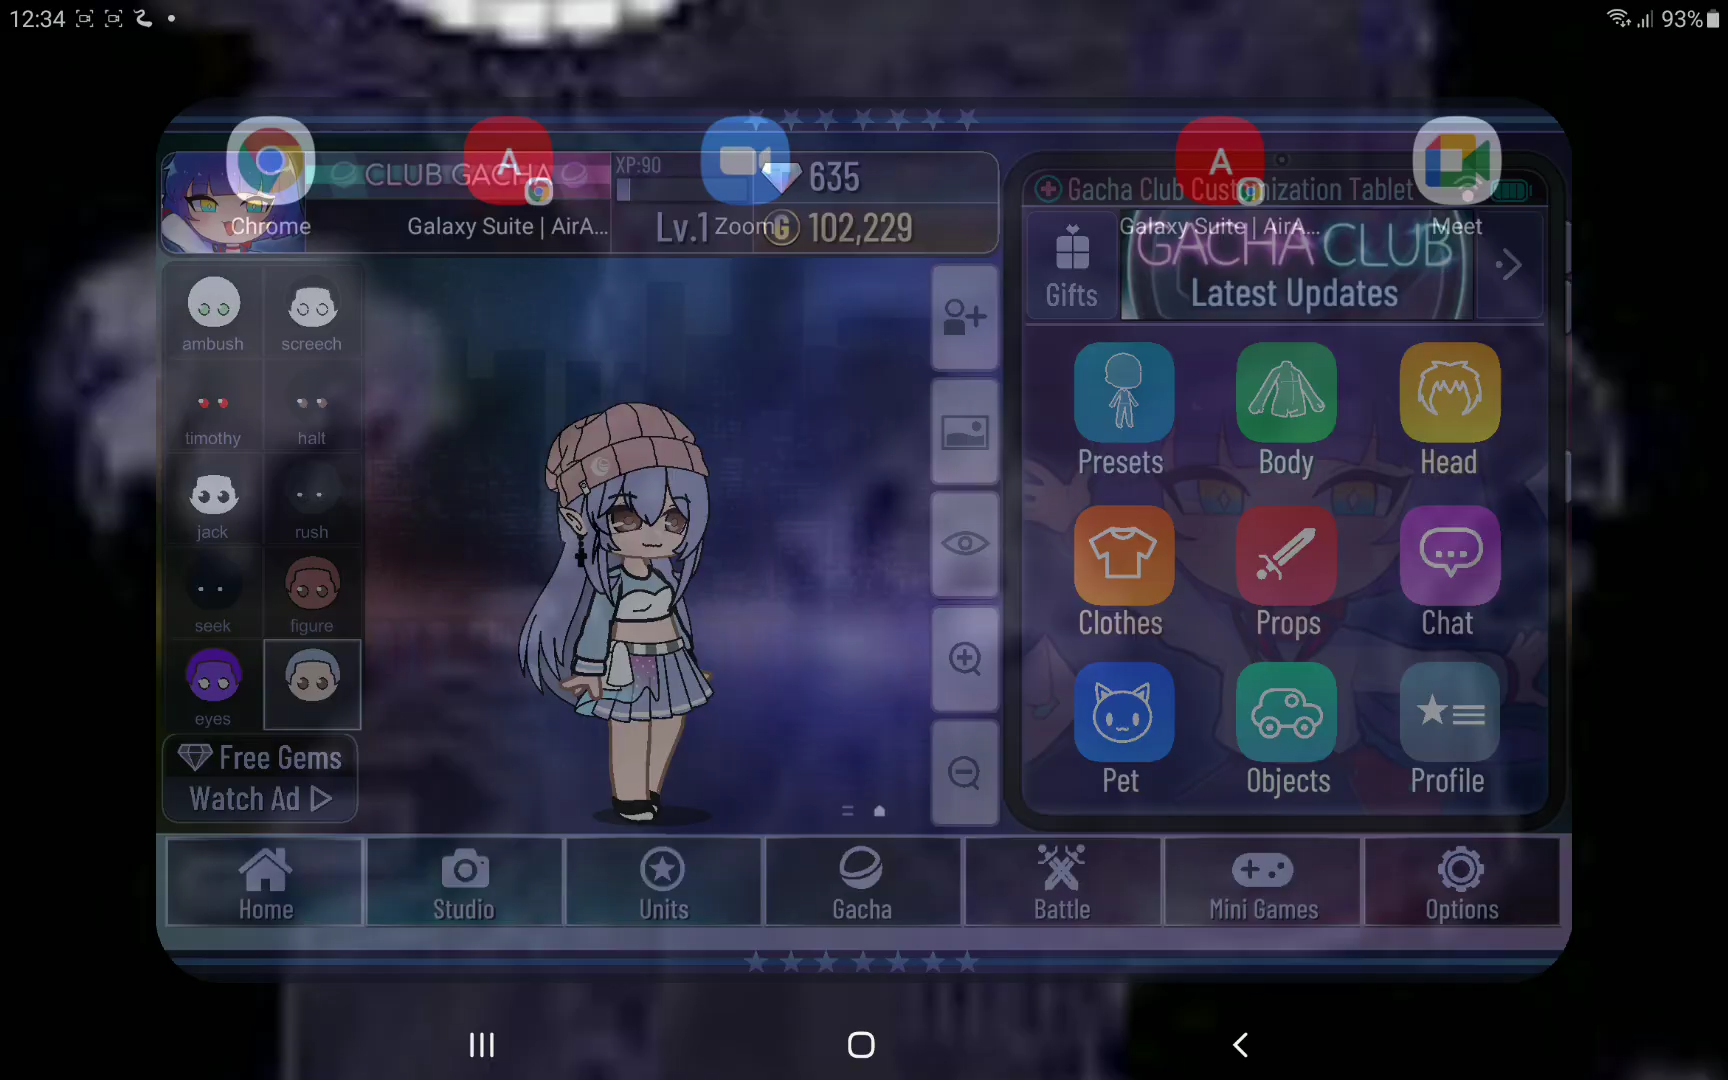 12:34
93%
CLUB GACHA
XP:90
635
Lv.1
102,229
Chrome
Galaxy Suite | AirA...
Zoom
Galaxy Suite | AirA...
Meet
Gacha Club Customization Tablet
Gifts
GACHA CLUB
Latest Updates
ambush
screech
timothy
halt
jack
rush
seek
figure
eyes
Free Gems
Watch Ad
Presets
Body
Head
Clothes
Props
Chat
Pet
Objects
Profile
Home
Studio
Units
Gacha
Battle
Mini Games
Options